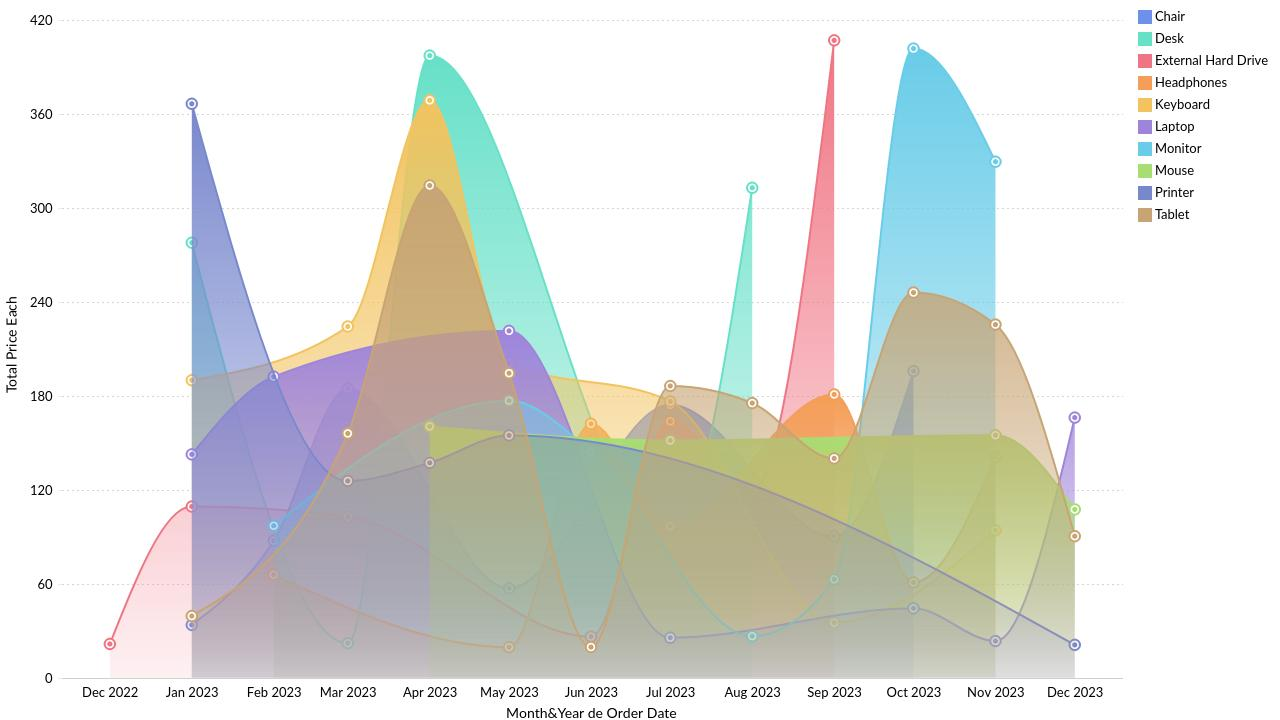 420
360
300
240
180
120
60
0
Total Price Each
Dec 2022
Jan 2023
Feb 2023
Mar 2023
Apr 2023
May 2023
Jun 2023
Jul 2023
Aug 2023
Sep 2023
Oct 2023
Nov 2023
Dec 2023
Month&Year de Order Date
Chair
Desk
External Hard Drive
Headphones
Keyboard
Laptop
Monitor
Mouse
Printer
Tablet